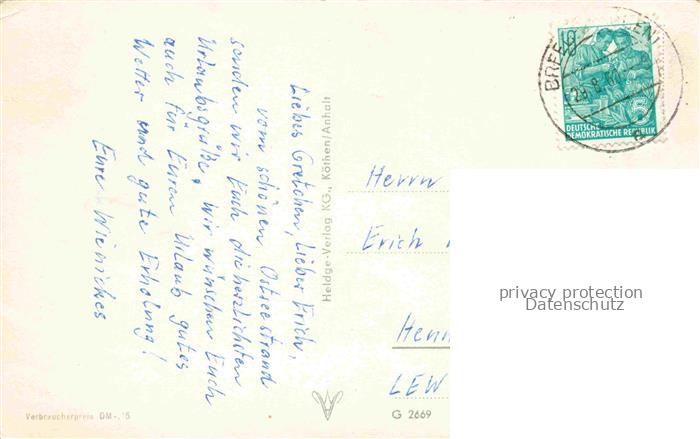 Liebes Gretchen, Lieber Erich,
vom schönen Ostseestrand
senden wir Euch die herzlichsten
Urlaubsgrüße, wir wünschen Euch
auch für Euren Urlaub gutes
Wetter und gute Erholung!
Eure Wienickes
Heldge-Verlag KG., Köthen/Anhalt
10
5
DEUTSCHE
DEMOKRATISCHE REPUBLIK
Herrn
Erich
LEW
privacy protection
Datenschutz
Verbraucherpreis DM -,15
G 2669